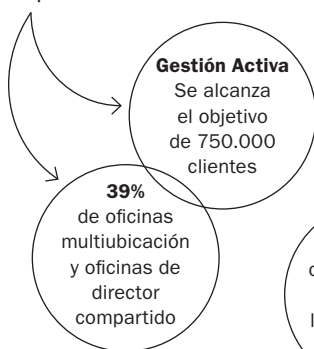 Gestión Activa
Se alcanza
el objetivo
de 750.000
clientes
39%
de oficinas
multiubicación
y oficinas de
director
compartido